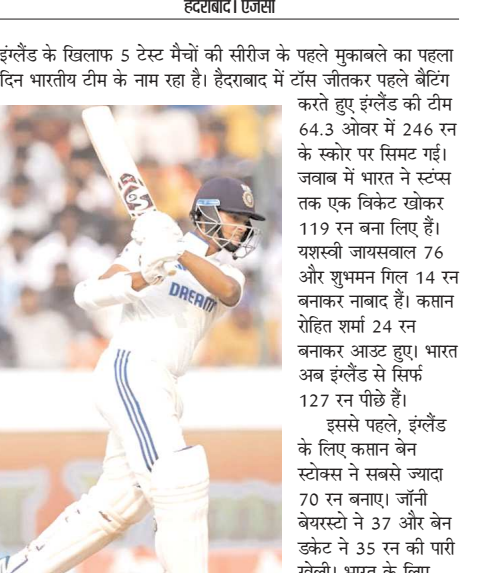 हैदराबाद। एजेंसी
इंग्लैंड के खिलाफ 5 टेस्ट मैचों की सीरीज के पहले मुकाबले का पहला
दिन भारतीय टीम के नाम रहा है। हैदराबाद में टॉस जीतकर पहले बैटिंग
करते हुए इंग्लैंड की टीम
64.3 ओवर में 246 रन
के स्कोर पर सिमट गई।
जवाब में भारत ने स्टंप्स
तक एक विकेट खोकर
119 रन बना लिए हैं।
यशस्वी जायसवाल 76
और शुभमन गिल 14 रन
बनाकर नाबाद हैं। कप्तान
रोहित शर्मा 24 रन
बनाकर आउट हुए। भारत
अब इंग्लैंड से सिर्फ
127 रन पीछे हैं।
इससे पहले, इंग्लैंड
के लिए कप्तान बेन
स्टोक्स ने सबसे ज्यादा
70 रन बनाए। जॉनी
बेयरस्टो ने 37 और बेन
डकेट ने 35 रन की पारी
खेली। भारत के लिए
DREAM